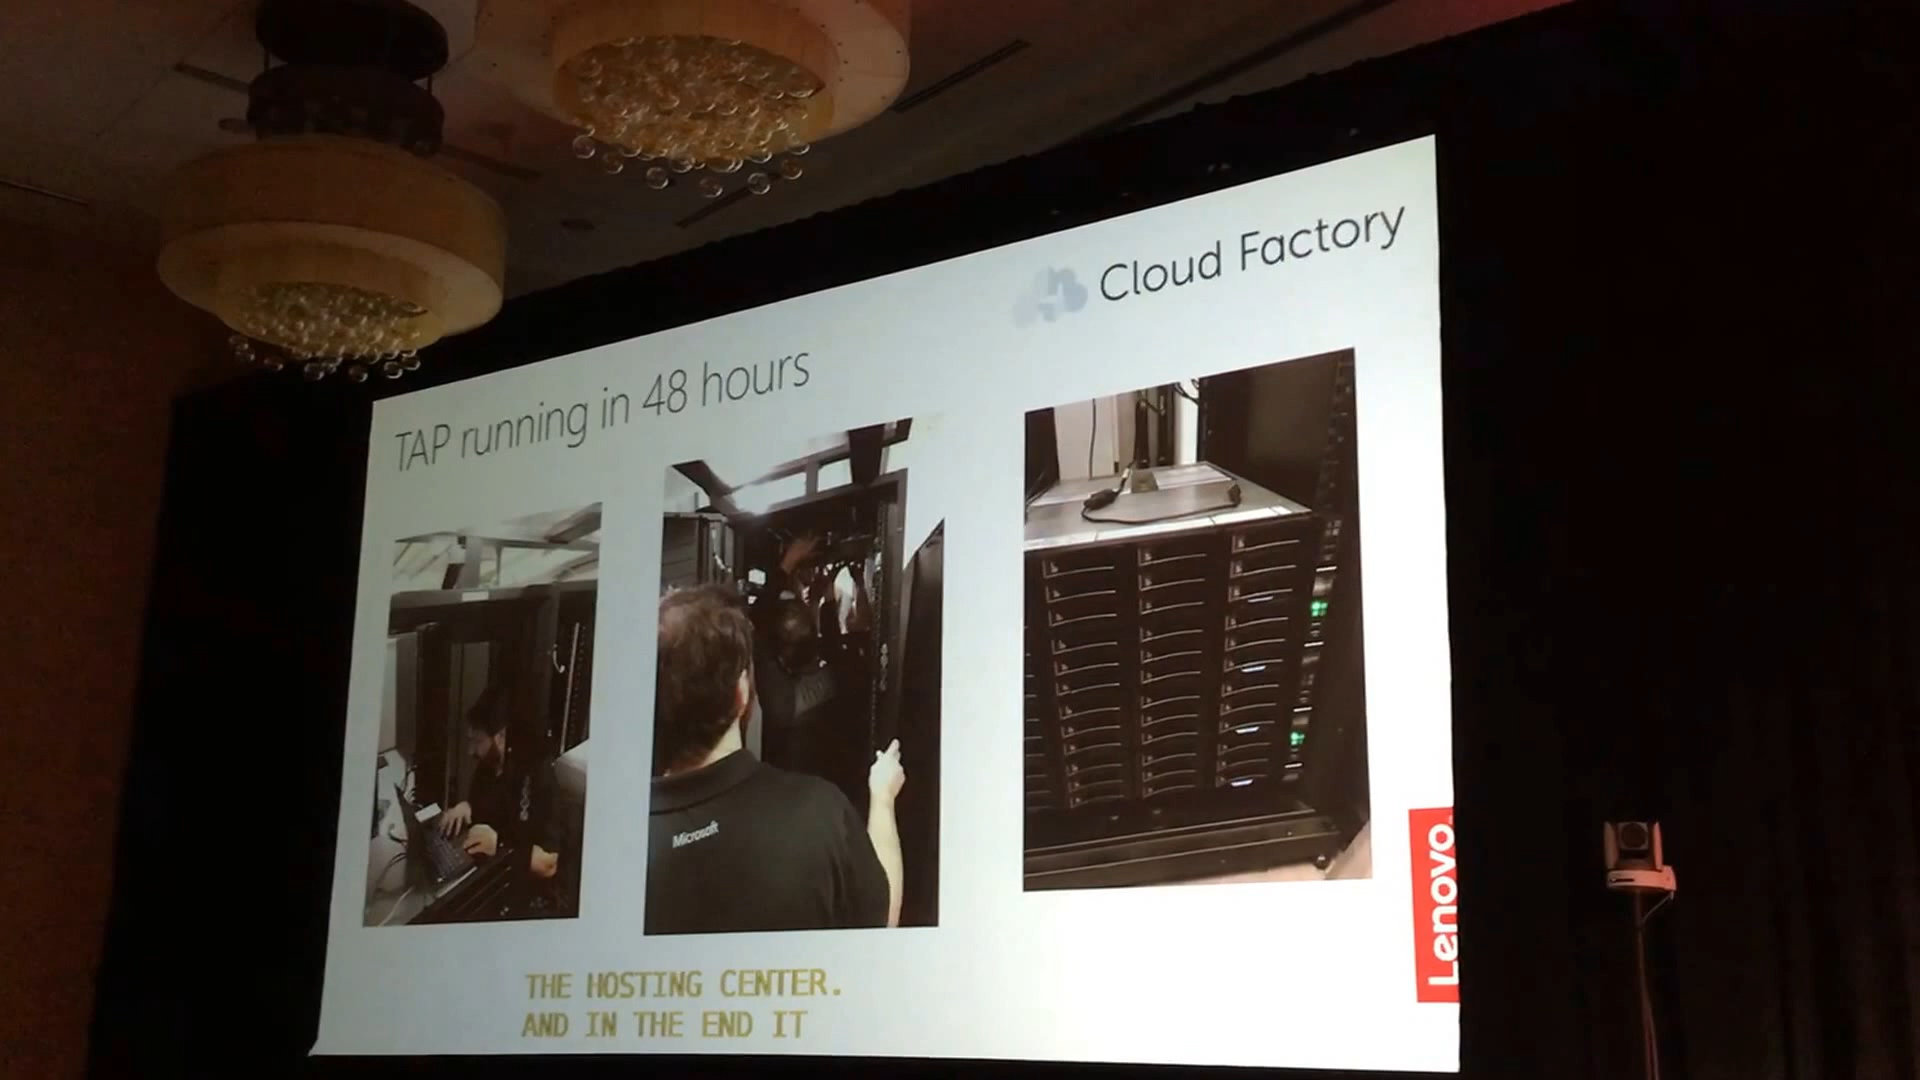 Cloud Factory
TAP running in 48 hours
Microsoft
Lenovo
THE HOSTING CENTER.
AND IN THE END IT